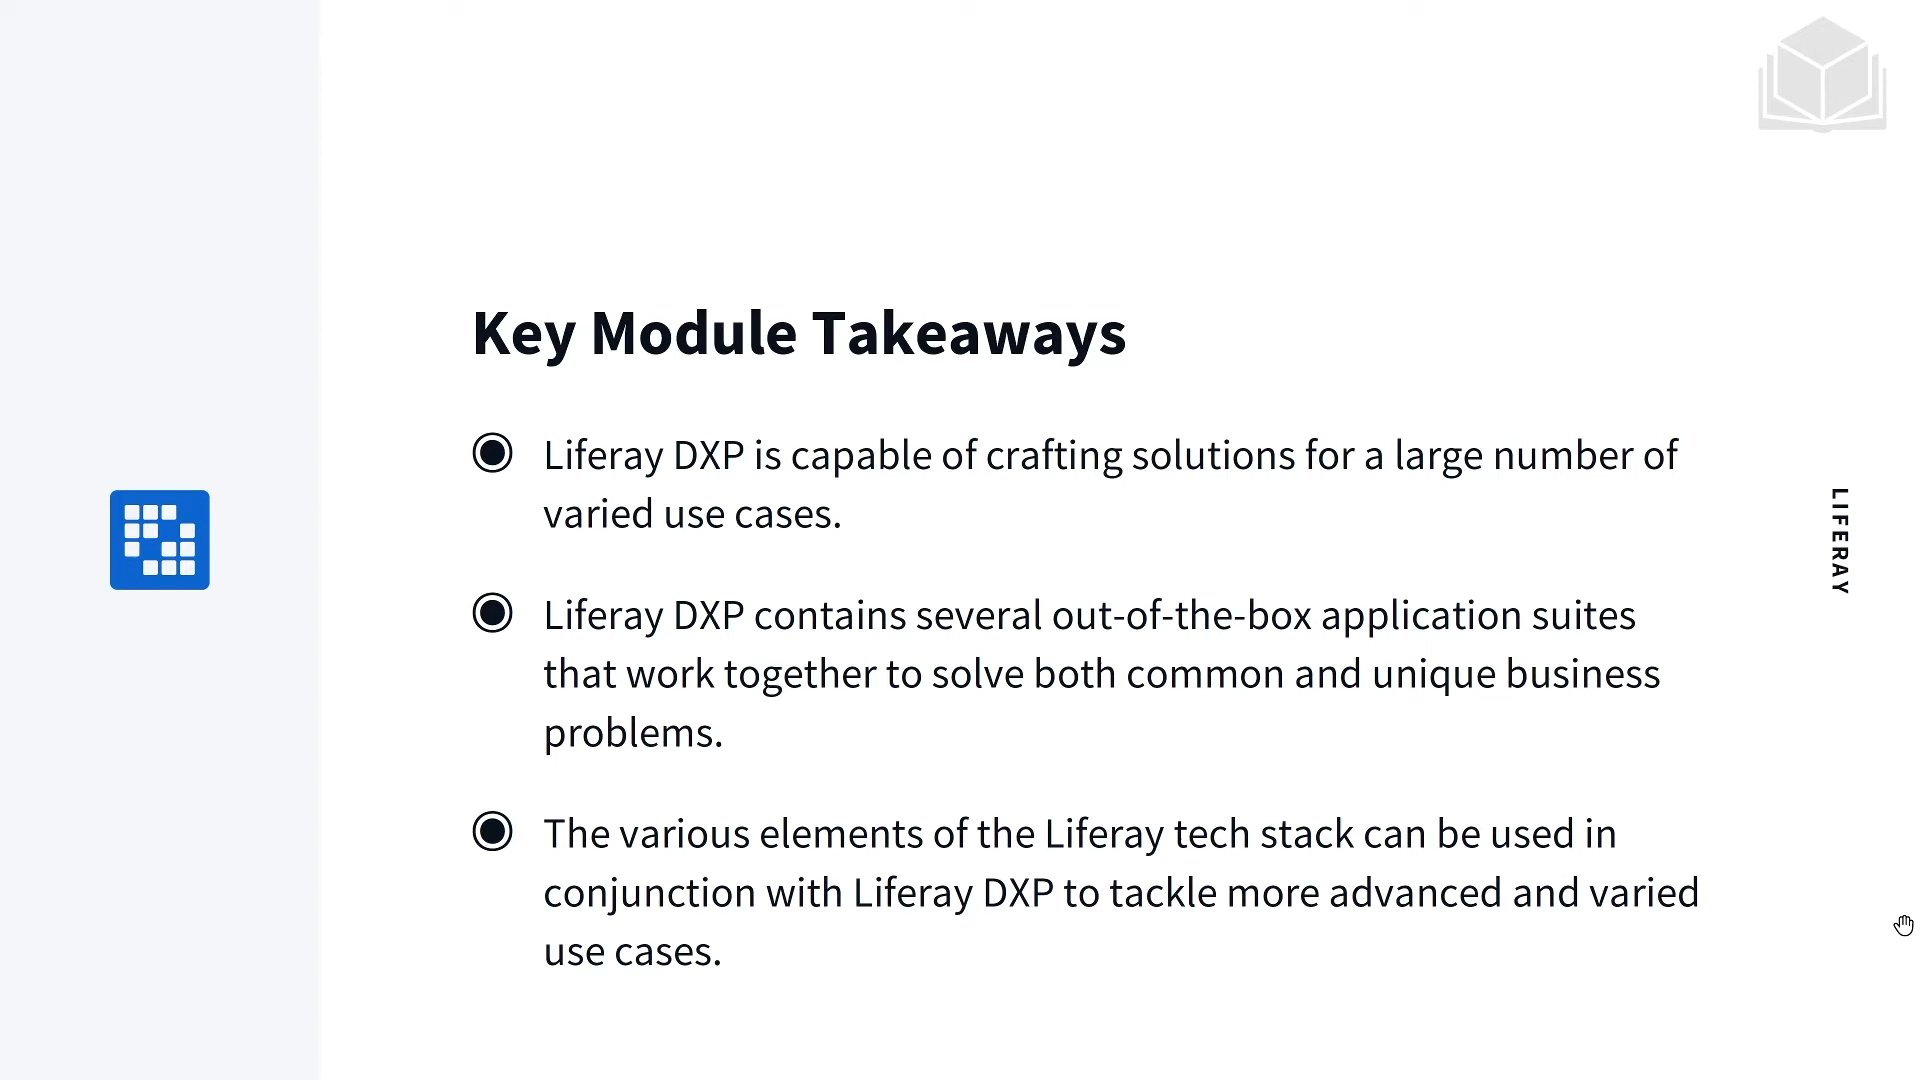 Key Module Takeaways
Liferay DXP is capable of crafting solutions for a large number of
varied use cases.
Liferay DXP contains several out-of-the-box application suites
that work together to solve both common and unique business
problems.
The various elements of the Liferay tech stack can be used in
conjunction with Liferay DXP to tackle more advanced and varied
use cases.
LIFERAY